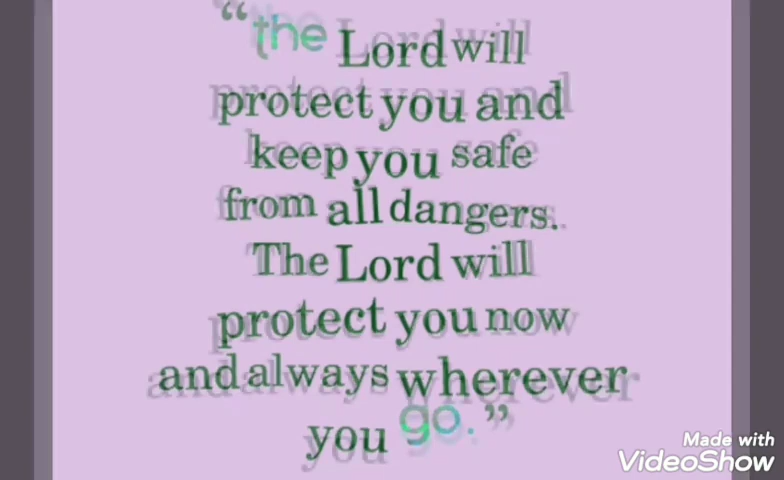 “the Lord will
protect you and
keep you safe
from all dangers.
The Lord will
protect you now
and always wherever
you go.”
Made with
VideoShow